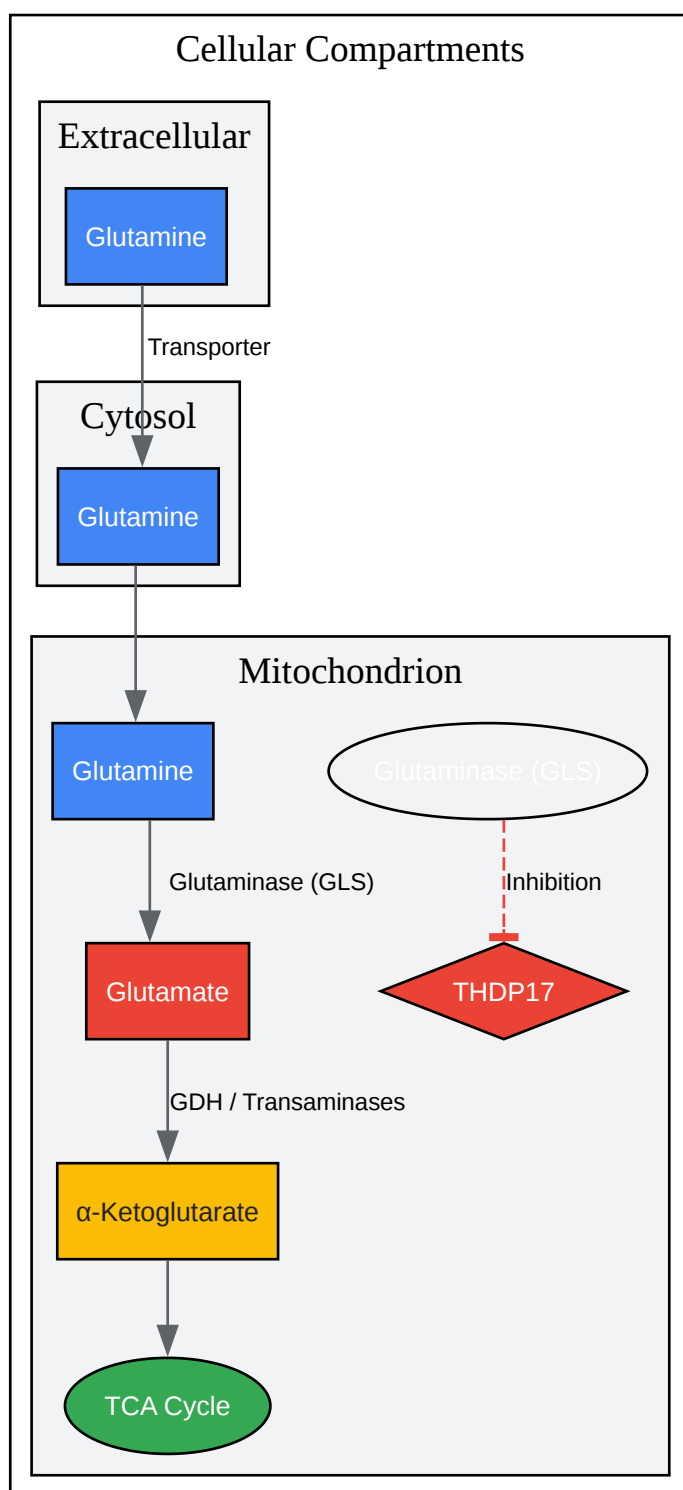 Cellular Compartments
Extracellular
Glutamine
Transporter
Cytosol
Glutamine
Mitochondrion
Glutamine
Glutaminase (GLS)
Glutaminase (GLS)
Inhibition
Glutamate
THDP17
GDH / Transaminases
α-Ketoglutarate
TCA Cycle